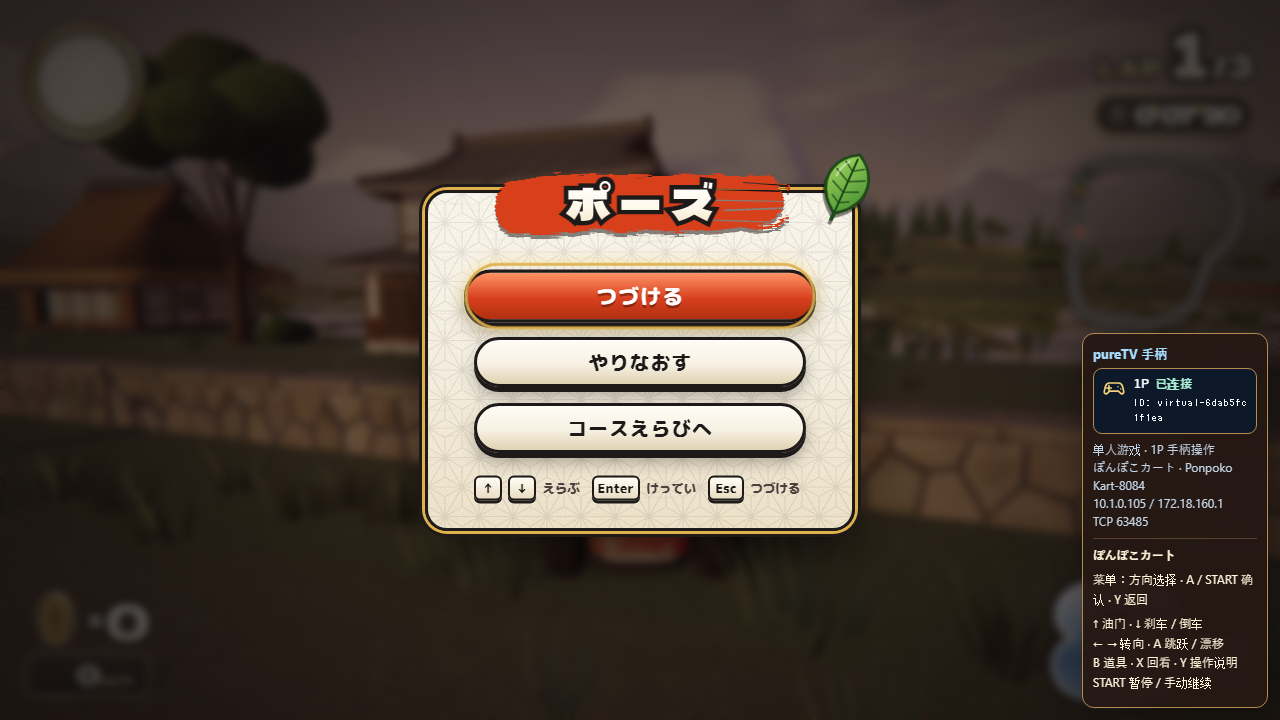 1/3
ポーズ
つづける
やりなおす
コースえらびへ
↑ ↓ えらぶ Enter けってい Esc つづける
pureTV 手柄
1P 已连接
ID: virtual-6dab5fc
1f1ea
单人游戏 · 1P 手柄操作
ぽんぽこカート · Ponpoko
Kart-8084
10.1.0.105 / 172.18.160.1
TCP 63485
ぽんぽこカート
菜单：方向选择 · A / START 确
认 · Y 返回
↑ 油门 · ↓ 刹车 / 倒车
← → 转向 · A 跳跃 / 漂移
B 道具 · X 回看 · Y 操作说明
START 暂停 / 手动继续